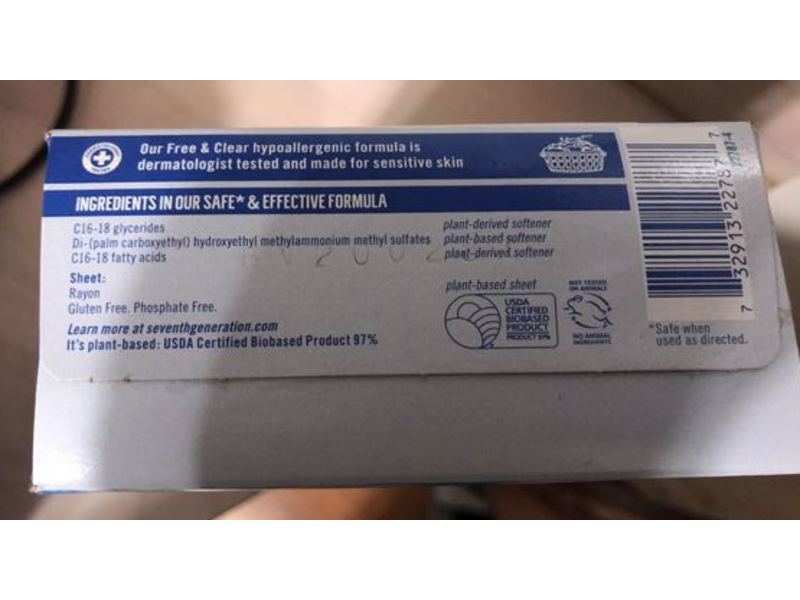 Our Free & Clear hypoallergenic formula is
dermatologist tested and made for sensitive skin
INGREDIENTS IN OUR SAFE* & EFFECTIVE FORMULA
C16-18 glycerides plant-derived softener
Di-(palm carboxyethyl) hydroxyethyl methylammonium methyl sulfates plant-based softener
C16-18 fatty acids plant-derived softener
Sheet:
Rayon plant-based sheet
Gluten Free. Phosphate Free.
Learn more at seventhgeneration.com
It's plant-based: USDA Certified Biobased Product 97%
USDA
CERTIFIED
BIOBASED
PRODUCT
PRODUCT 97%
NOT TESTED
ON ANIMALS
NO ANIMAL
INGREDIENTS
7 32913 22787 7
22787-4
*Safe when
used as directed.